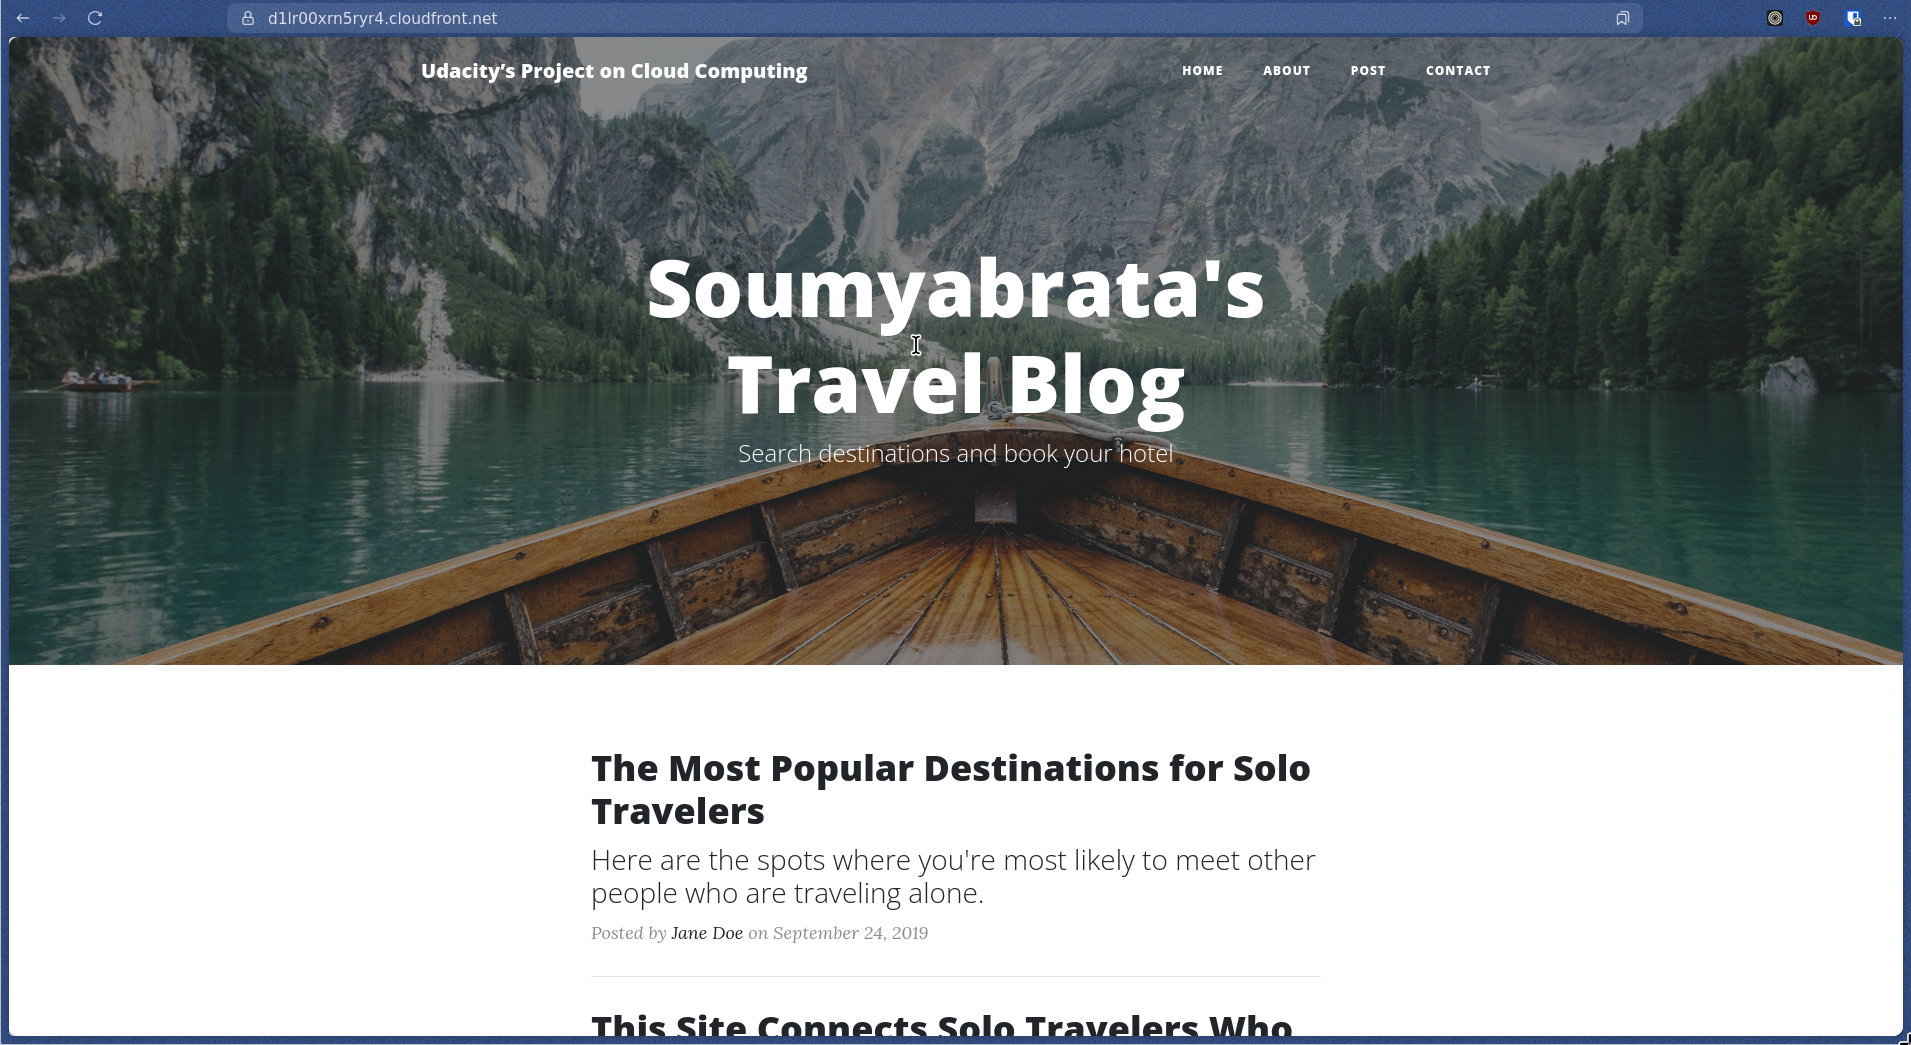 d1lr00xrn5ryr4.cloudfront.net
Udacity's Project on Cloud Computing
HOME ABOUT POST CONTACT
Soumyabrata's
Travel Blog
Search destinations and book your hotel
The Most Popular Destinations for Solo
Travelers
Here are the spots where you're most likely to meet other
people who are traveling alone.
Posted by Jane Doe on September 24, 2019
This Site Connects Solo Travelers Who